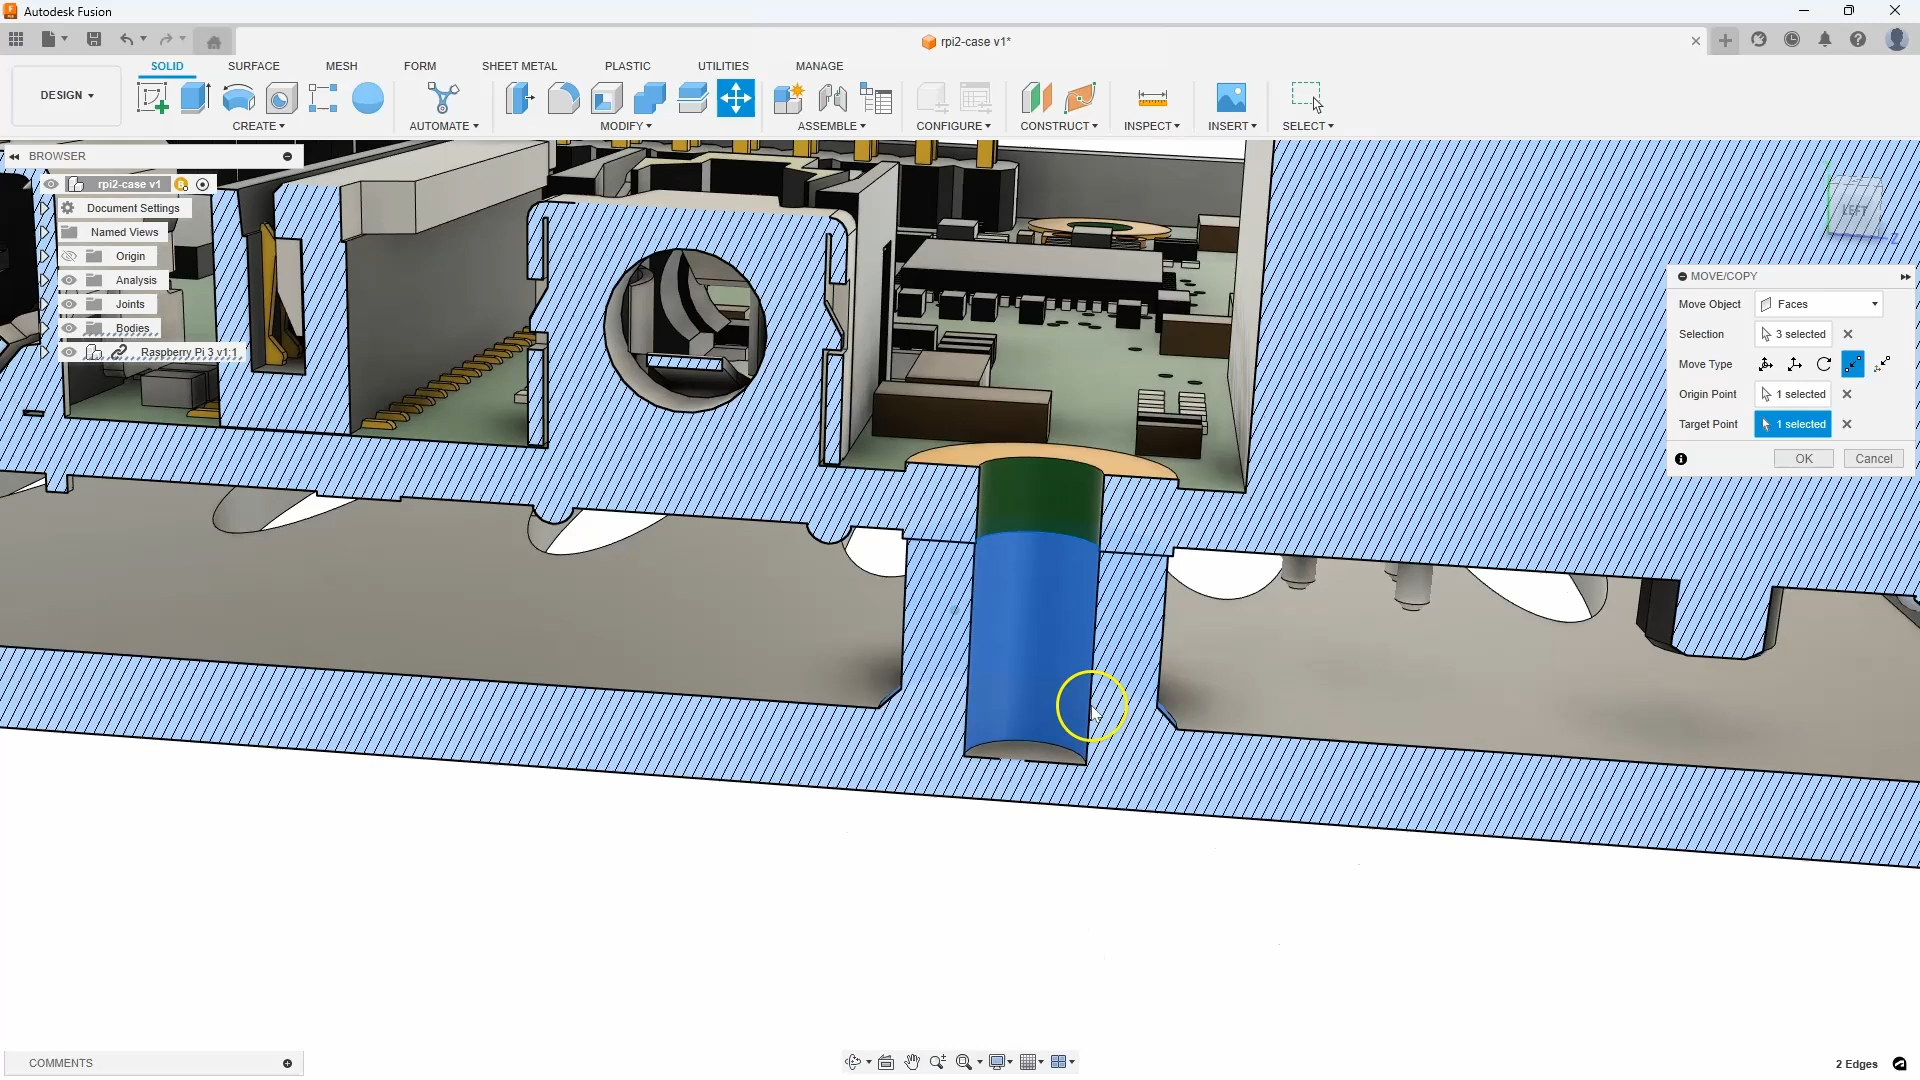 Autodesk Fusion
rpi2-case v1*
DESIGN
SOLID
SURFACE
MESH
FORM
SHEET METAL
PLASTIC
UTILITIES
MANAGE
CREATE
AUTOMATE
MODIFY
ASSEMBLE
CONFIGURE
CONSTRUCT
INSPECT
INSERT
SELECT
BROWSER
rpi2-case v1
Document Settings
Named Views
Origin
Analysis
Joints
Bodies
Raspberry Pi 3 v1:1
LEFT
Z
MOVE/COPY
Move Object Faces
Selection 3 selected
Move Type
Origin Point 1 selected
Target Point 1 selected
OK Cancel
COMMENTS
2 Edges